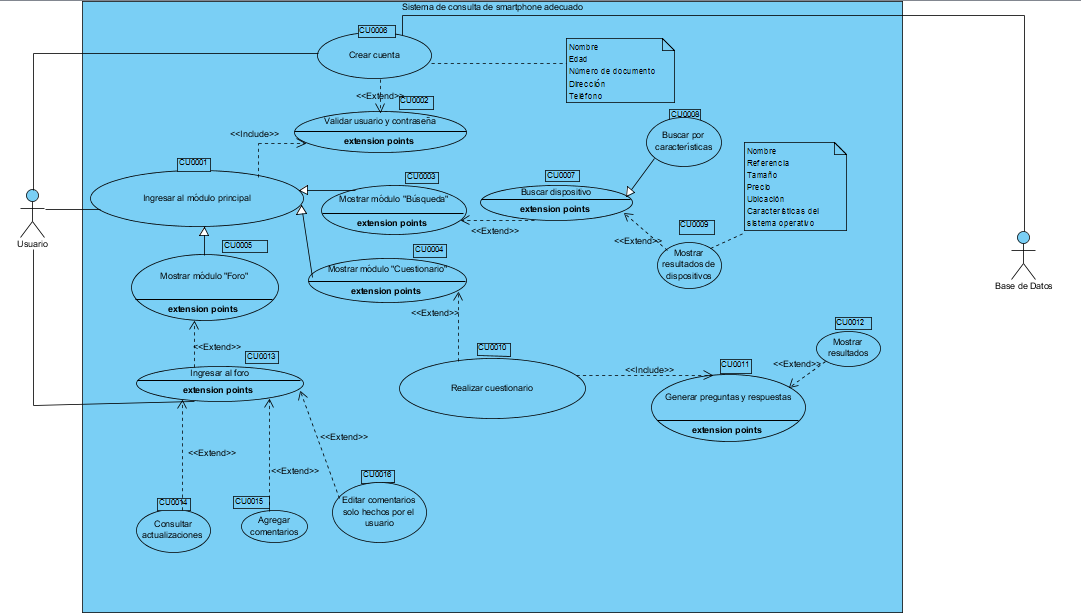 Sistema de consulta de smartphone adecuado
CU0006
Crear cuenta
Nombre
Edad
Número de documento
Dirección
Teléfono
<<Extend>>
CU0002
Validar usuario y contraseña
extension points
<<Include>>
CU0008
Buscar por
características
Nombre
Referencia
Tamaño
Precio
Ubicación
Características del
sistema operativo
CU0001
Ingresar al módulo principal
CU0003
Mostrar módulo "Búsqueda"
extension points
CU0007
Buscar dispositivo
extension points
<<Extend>>
CU0009
<<Extend>>
Mostrar
resultados de
dispositivos
Usuario
Base de Datos
CU0005
Mostrar módulo "Foro"
extension points
CU0004
Mostrar módulo "Cuestionario"
extension points
<<Extend>>
CU0012
Mostrar
resultados
<<Extend>>
CU0013
Ingresar al foro
extension points
CU0010
Realizar cuestionario
<<Include>>
CU0011
<<Extend>>
Generar preguntas y respuestas
extension points
<<Extend>>
<<Extend>>
<<Extend>>
CU0014
Consultar
actualizaciones
CU0015
Agregar
comentarios
CU0016
Editar comentarios
solo hechos por el
usuario